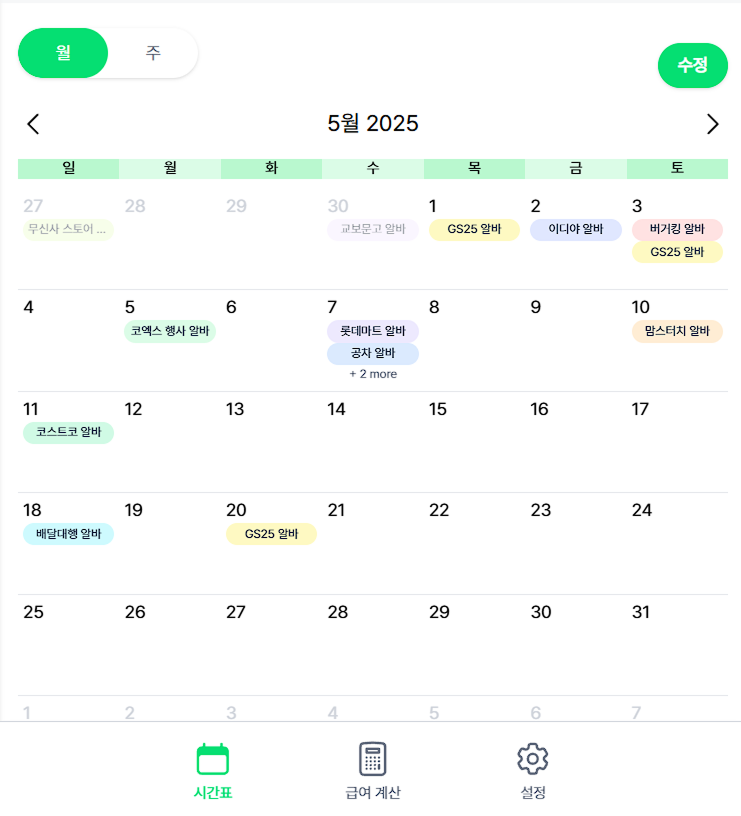 월 주
수정
5월 2025
일 월 화 수 목 금 토
27 28 29 30 1 2 3
무신사 스토어 ... 교보문고 알바 GS25 알바 이디야 알바 버거킹 알바
GS25 알바
4 5 6 7 8 9 10
코엑스 행사 알바 롯데마트 알바 맘스터치 알바
공차 알바
+ 2 more
11 12 13 14 15 16 17
코스트코 알바
18 19 20 21 22 23 24
배달대행 알바 GS25 알바
25 26 27 28 29 30 31
1 2 3 4 5 6 7
시간표 급여 계산 설정